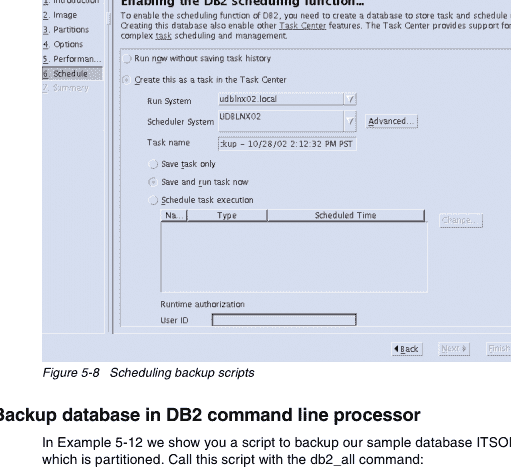 1. Introduction
2. Image
3. Partitions
4. Options
5. Performan...
6. Schedule
7. Summary
Enabling the DB2 scheduling function...
To enable the scheduling function of DB2, you need to create a database to store task and schedule
Creating this database also enable other Task Center features. The Task Center provides support for
complex task scheduling and management.
Run now without saving task history
Create this as a task in the Task Center
Run System
udblnx02.local
Scheduler System
UDBLNX02
Advanced...
Task name
:kup - 10/28/02 2:12:32 PM PST
Save task only
Save and run task now
Schedule task execution
Na... Type Scheduled Time
Change...
Runtime authorization
User ID
Back Next Finish
Figure 5-8 Scheduling backup scripts
Backup database in DB2 command line processor
In Example 5-12 we show you a script to backup our sample database ITSO
which is partitioned. Call this script with the db2_all command: